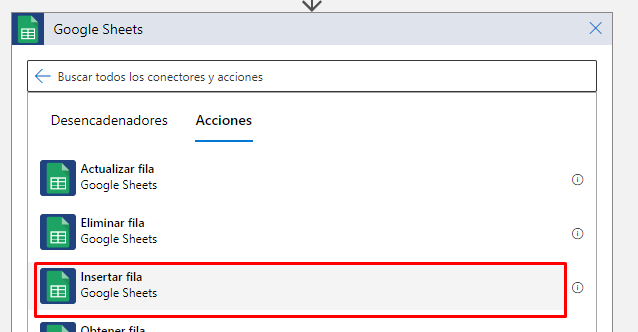 Google Sheets
Buscar todos los conectores y acciones
Desencadenadores Acciones
Actualizar fila
Google Sheets
Eliminar fila
Google Sheets
Insertar fila
Google Sheets
Obtener fila